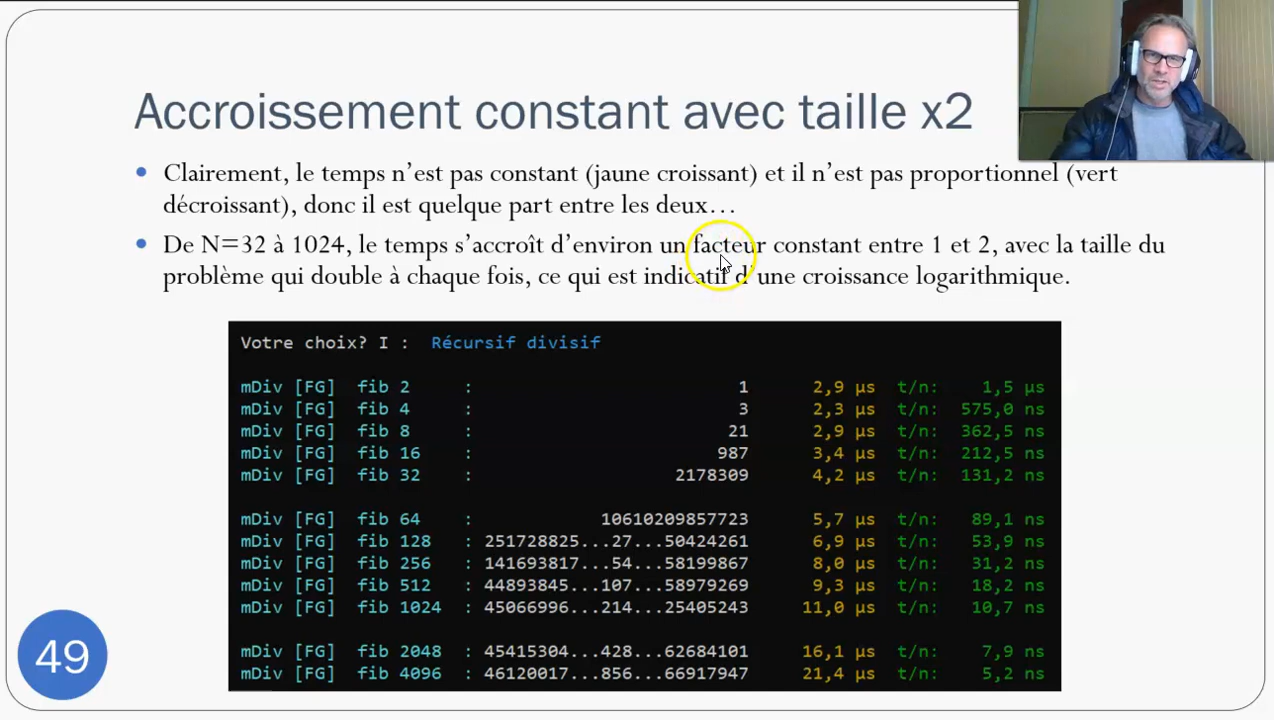 Accroissement constant avec taille x2
• Clairement, le temps n’est pas constant (jaune croissant) et il n’est pas proportionnel (vert
décroissant), donc il est quelque part entre les deux…
• De N=32 à 1024, le temps s’accroît d’environ un facteur constant entre 1 et 2, avec la taille du
problème qui double à chaque fois, ce qui est indicatif d’une croissance logarithmique.
Votre choix? I : Récursif divisif
mDiv [FG] fib 2 : 1 2,9 µs t/n: 1,5 µs
mDiv [FG] fib 4 : 3 2,3 µs t/n: 575,0 ns
mDiv [FG] fib 8 : 21 2,9 µs t/n: 362,5 ns
mDiv [FG] fib 16 : 987 3,4 µs t/n: 212,5 ns
mDiv [FG] fib 32 : 2178309 4,2 µs t/n: 131,2 ns
mDiv [FG] fib 64 : 10610209857723 5,7 µs t/n: 89,1 ns
mDiv [FG] fib 128 : 251728825...27...50424261 6,9 µs t/n: 53,9 ns
mDiv [FG] fib 256 : 141693817...54...58199867 8,0 µs t/n: 31,2 ns
mDiv [FG] fib 512 : 44893845...107...58979269 9,3 µs t/n: 18,2 ns
mDiv [FG] fib 1024 : 45066996...214...25405243 11,0 µs t/n: 10,7 ns
mDiv [FG] fib 2048 : 45415304...428...62684101 16,1 µs t/n: 7,9 ns
mDiv [FG] fib 4096 : 46120017...856...66917947 21,4 µs t/n: 5,2 ns
49